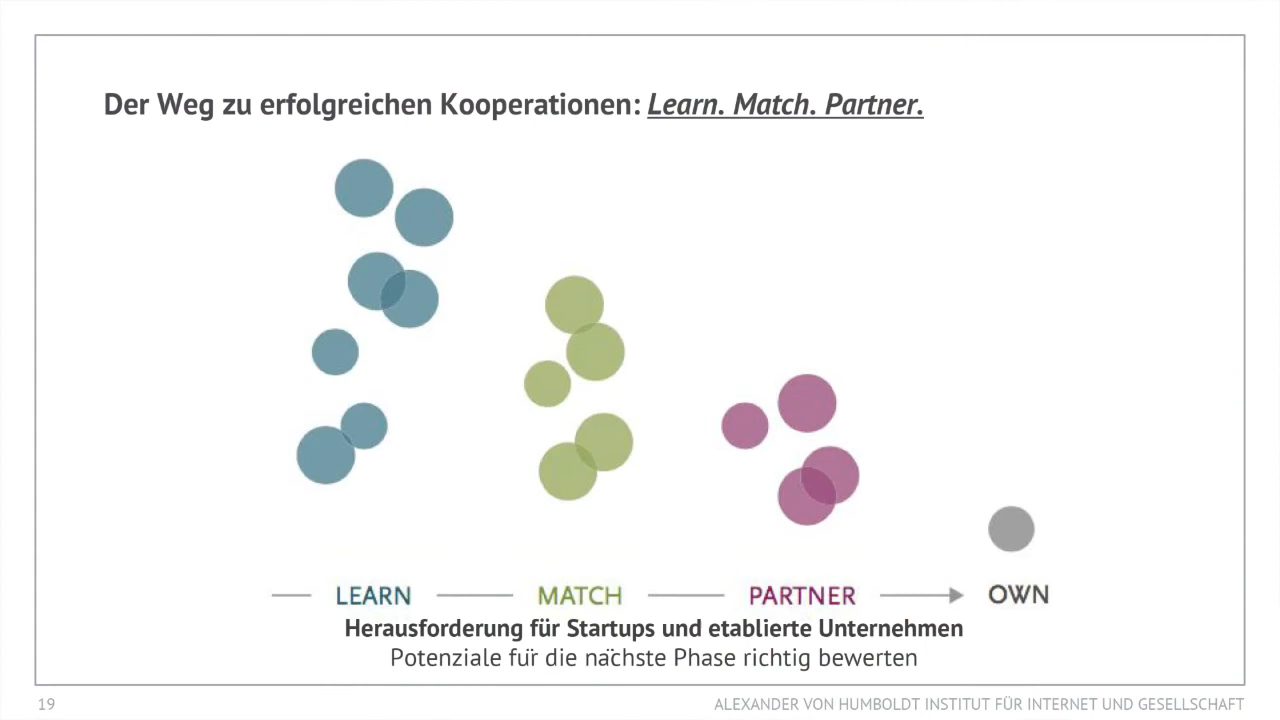 Der Weg zu erfolgreichen Kooperationen: Learn. Match. Partner.
LEARN MATCH PARTNER OWN
Herausforderung für Startups und etablierte Unternehmen
Potenziale für die nächste Phase richtig bewerten
19 ALEXANDER VON HUMBOLDT INSTITUT FÜR INTERNET UND GESELLSCHAFT